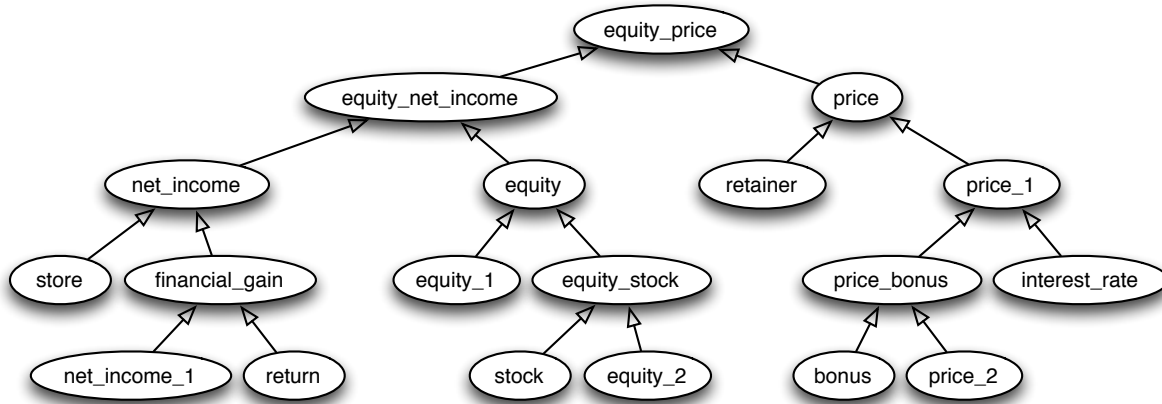 equity_price
equity_net_income
price
net_income
equity
retainer
price_1
store
financial_gain
equity_1
equity_stock
price_bonus
interest_rate
net_income_1
return
stock
equity_2
bonus
price_2